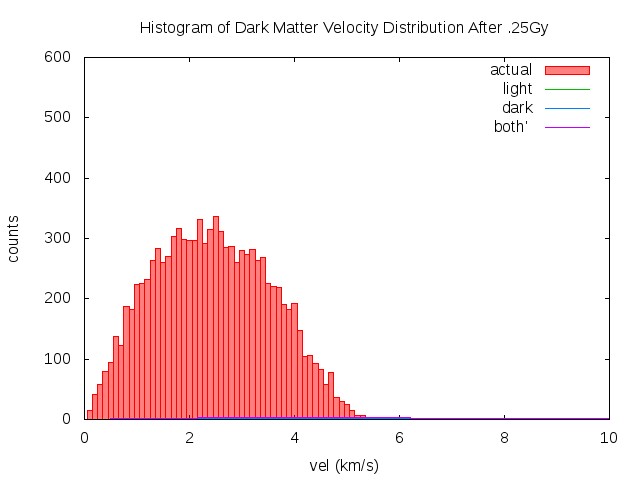 Histogram of Dark Matter Velocity Distribution After .25Gy
600
500
400
300
200
100
0
counts
actual
light
dark
both'
0 2 4 6 8 10
vel (km/s)